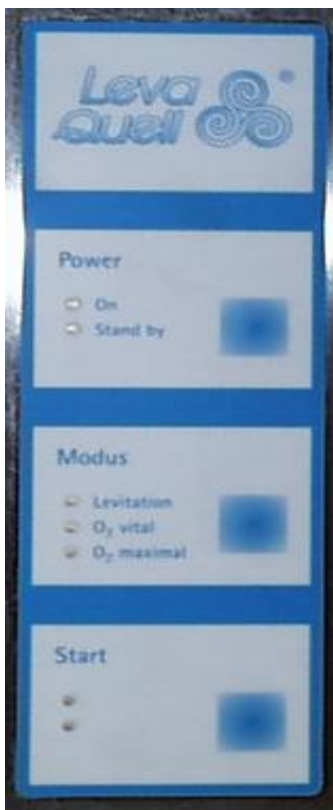 Leva
Quell ®
Power
On
Stand by
Modus
Levitation
O₂ vital
O₂ maximal
Start